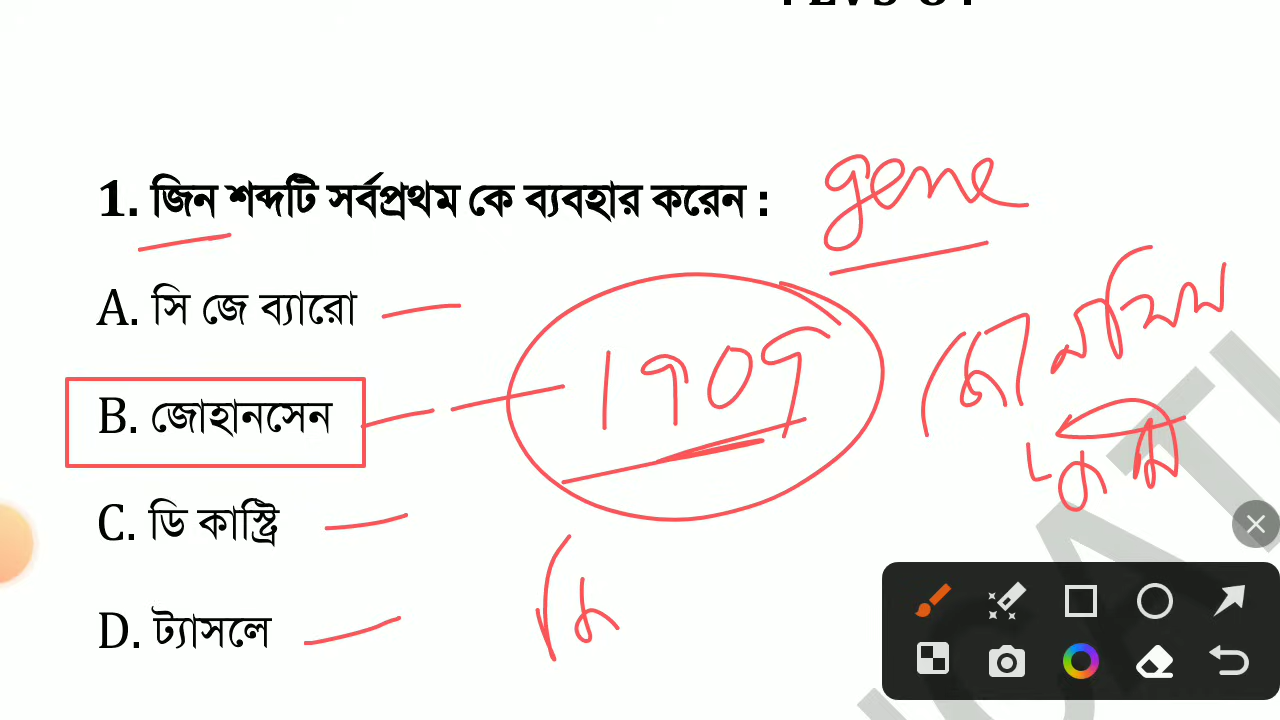 1. জিন শব্দটি সর্বপ্রথম কে ব্যবহার করেন :
gene
A. সি জে ব্যারো
1909
B. জোহানসেন
C. ডি কাস্ট্রি
D. ট্যাসলে
জি